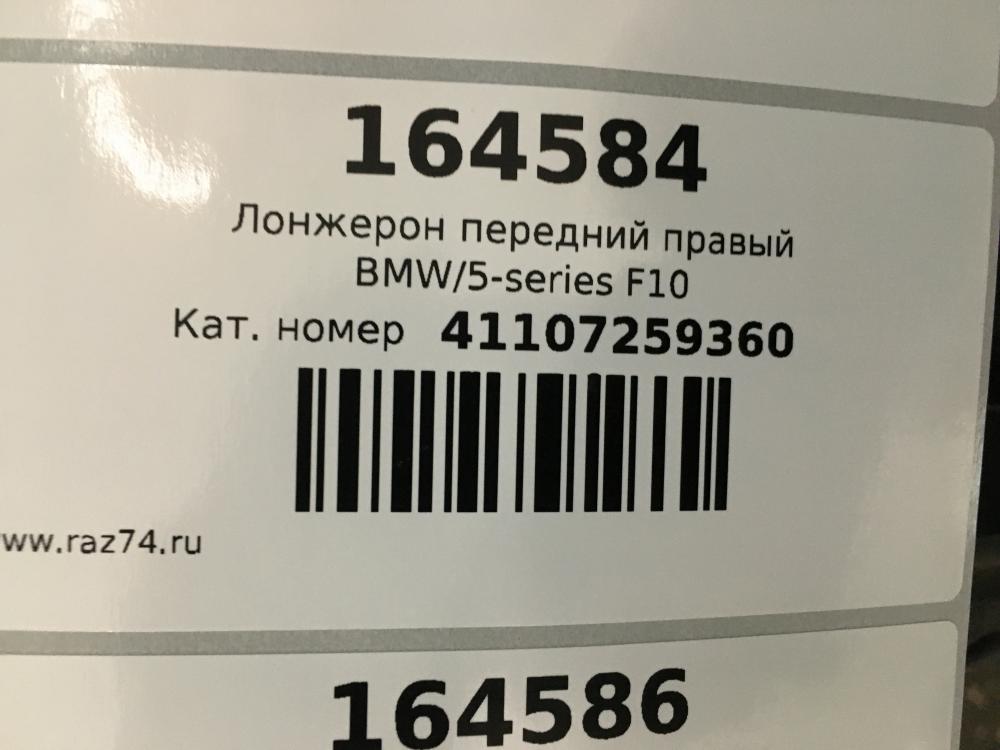 164584
Лонжерон передний правый
BMW/5-series F10
Кат. номер 41107259360
ww.raz74.ru
164586